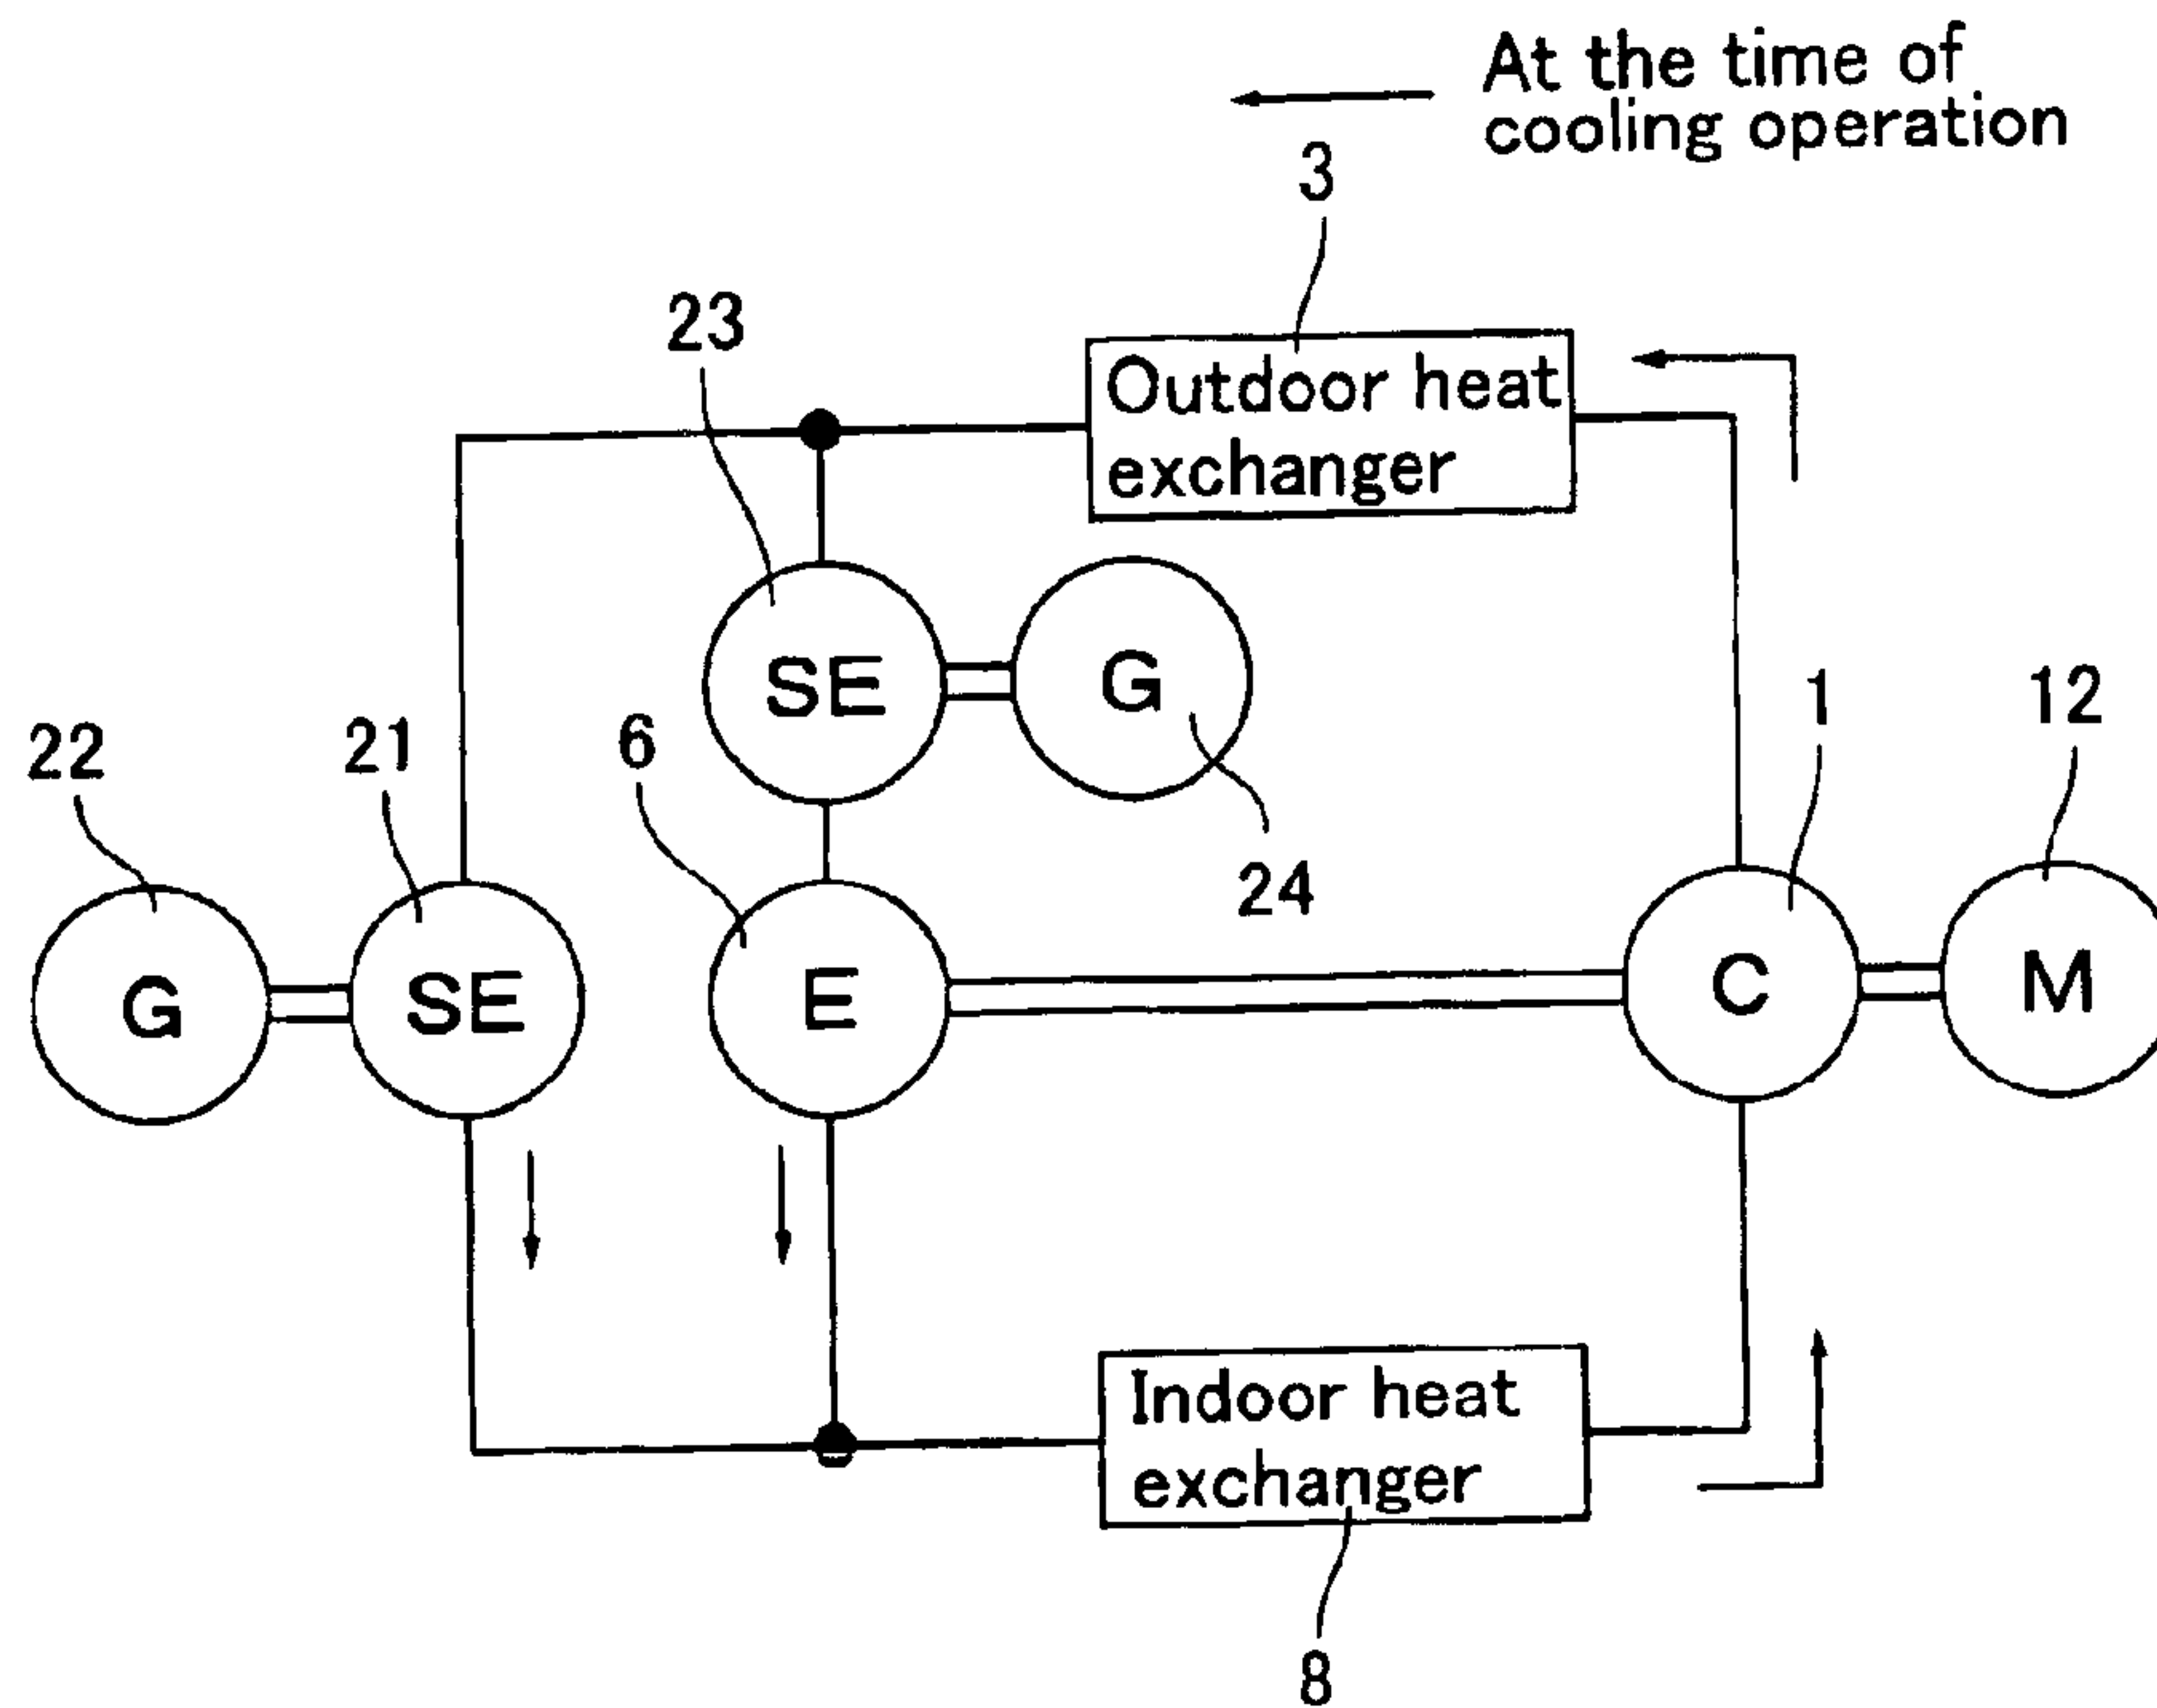 At the time of
cooling operation
3
23
Outdoor heat
exchanger
SE
G
1
12
6
22
21
24
G
SE
E
C
M
Indoor heat
exchanger
8